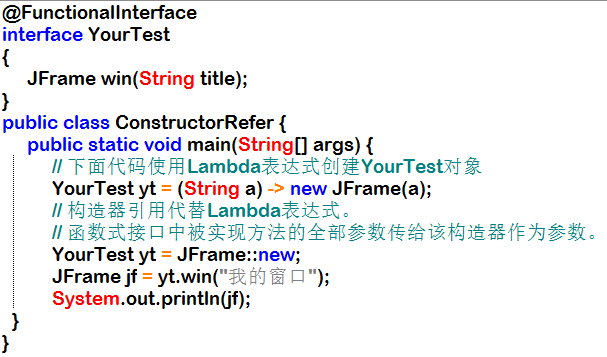 @FunctionalInterface
interface YourTest
{
JFrame win(String title);
}
public class ConstructorRefer {
public static void main(String[] args) {
// 下面代码使用Lambda表达式创建YourTest对象
YourTest yt = (String a) -> new JFrame(a);
// 构造器引用代替Lambda表达式。
// 函数式接口中被实现方法的全部参数传给该构造器作为参数。
YourTest yt = JFrame::new;
JFrame jf = yt.win("我的窗口");
System.out.println(jf);
}
}